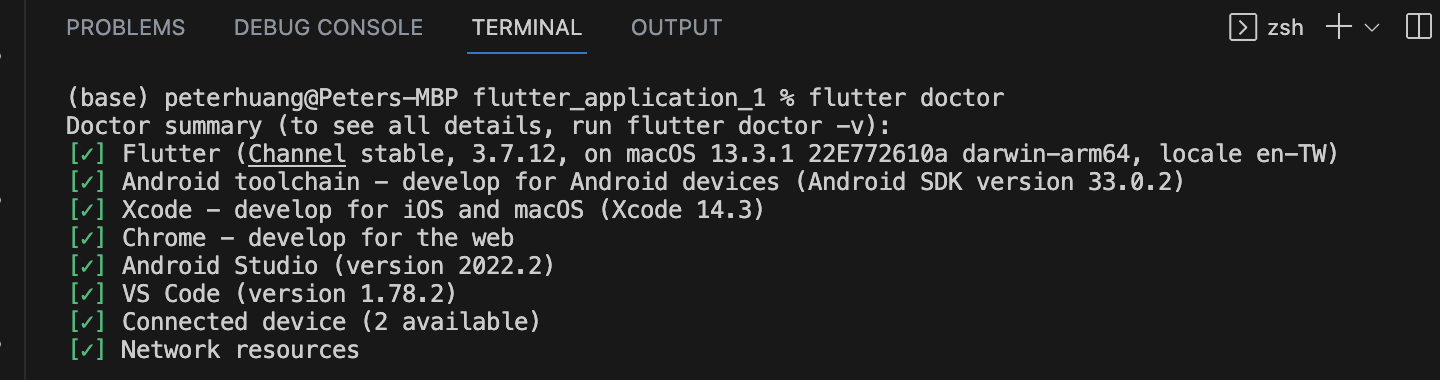 PROBLEMS DEBUG CONSOLE TERMINAL OUTPUT zsh
(base) peterhuang@Peters-MBP flutter_application_1 % flutter doctor
Doctor summary (to see all details, run flutter doctor -v):
[✓] Flutter (Channel stable, 3.7.12, on macOS 13.3.1 22E772610a darwin-arm64, locale en-TW)
[✓] Android toolchain - develop for Android devices (Android SDK version 33.0.2)
[✓] Xcode - develop for iOS and macOS (Xcode 14.3)
[✓] Chrome - develop for the web
[✓] Android Studio (version 2022.2)
[✓] VS Code (version 1.78.2)
[✓] Connected device (2 available)
[✓] Network resources